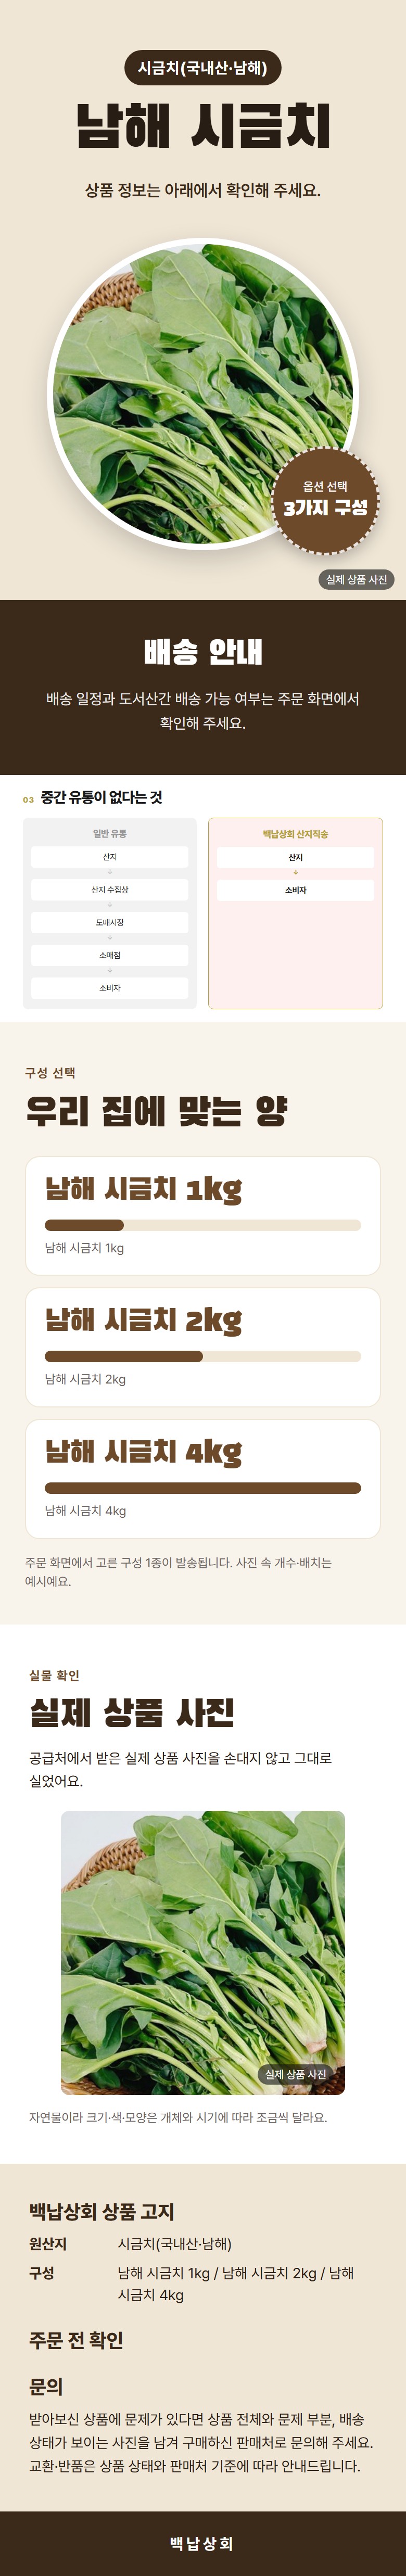 시금치(국내산·남해)
남해 시금치
상품 정보는 아래에서 확인해 주세요.
옵션 선택
3가지 구성
실제 상품 사진
배송 안내
배송 일정과 도서산간 배송 가능 여부는 주문 화면에서
확인해 주세요.
03 중간 유통이 없다는 것
일반 유통
산지
↓
산지 수집상
↓
도매시장
↓
소매점
↓
소비자
백납상회 산지직송
산지
↓
소비자
구성 선택
우리 집에 맞는 양
남해 시금치 1kg
남해 시금치 1kg
남해 시금치 2kg
남해 시금치 2kg
남해 시금치 4kg
남해 시금치 4kg
주문 화면에서 고른 구성 1종이 발송됩니다. 사진 속 개수·배치는
예시예요.
실물 확인
실제 상품 사진
공급처에서 받은 실제 상품 사진을 손대지 않고 그대로
실었어요.
실제 상품 사진
자연물이라 크기·색·모양은 개체와 시기에 따라 조금씩 달라요.
백납상회 상품 고지
원산지 시금치(국내산·남해)
구성 남해 시금치 1kg / 남해 시금치 2kg / 남해
시금치 4kg
주문 전 확인
문의
받아보신 상품에 문제가 있다면 상품 전체와 문제 부분, 배송
상태가 보이는 사진을 남겨 구매하신 판매처로 문의해 주세요.
교환·반품은 상품 상태와 판매처 기준에 따라 안내드립니다.
백납상회